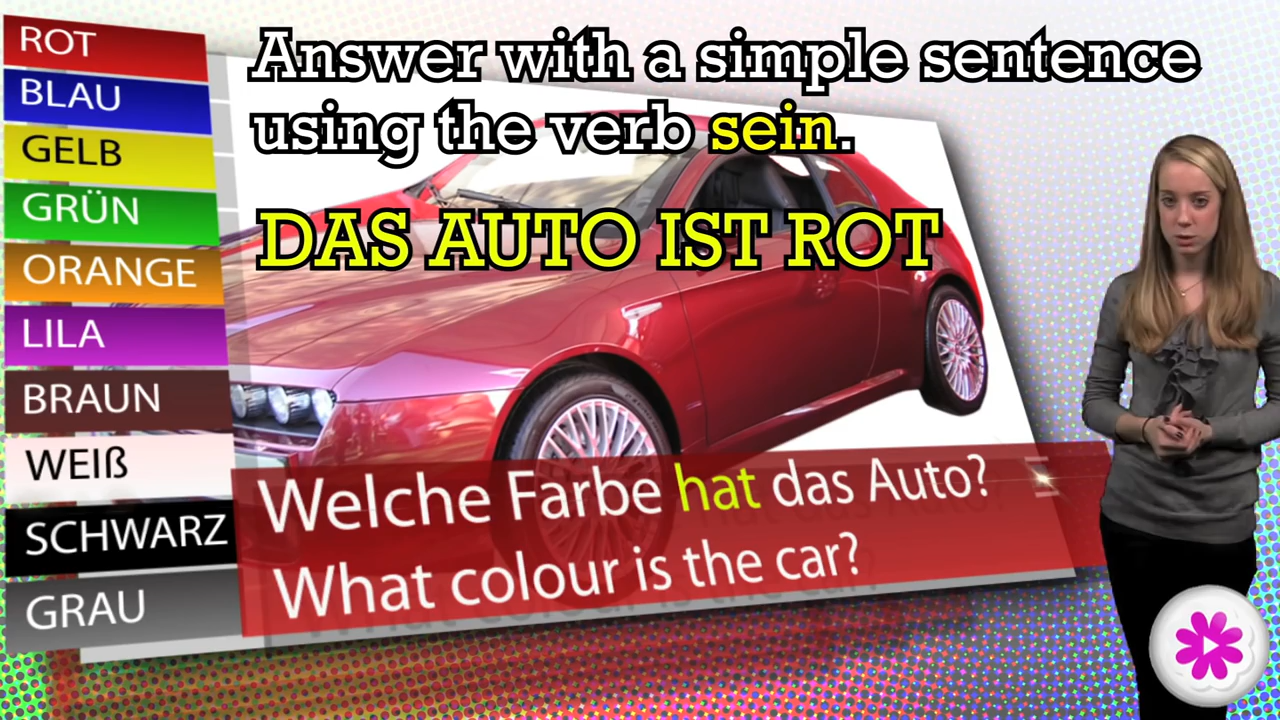 ROT
BLAU
GELB
GRÜN
ORANGE
LILA
BRAUN
WEIß
SCHWARZ
GRAU
Answer with a simple sentence
using the verb sein.
DAS AUTO IST ROT
Welche Farbe hat das Auto?
What colour is the car?